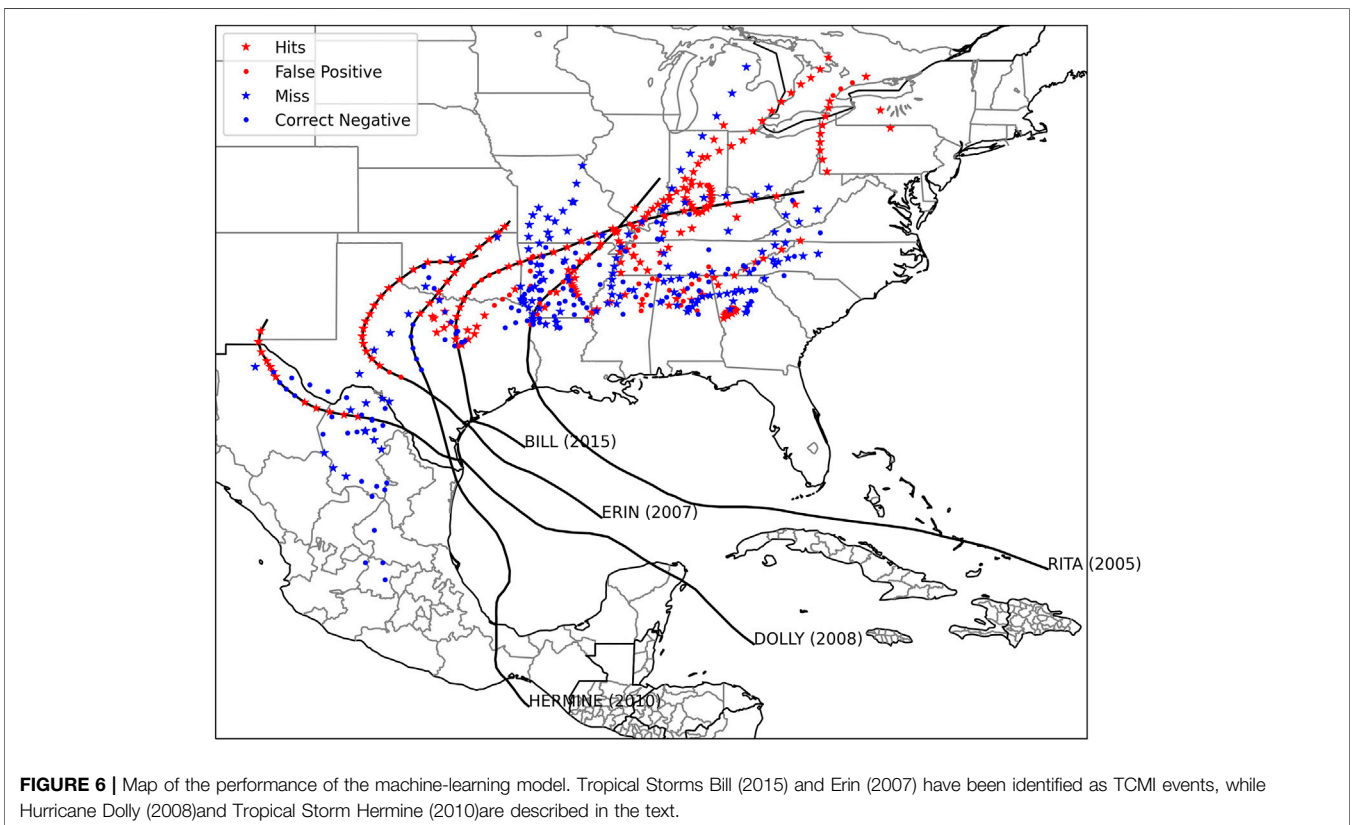 Hits
False Positive
Miss
Correct Negative
BILL (2015)
ERIN (2007)
RITA (2005)
DOLLY (2008)
HERMINE (2010)
FIGURE 6 | Map of the performance of the machine-learning model. Tropical Storms Bill (2015) and Erin (2007) have been identified as TCMI events, while
Hurricane Dolly (2008)and Tropical Storm Hermine (2010)are described in the text.